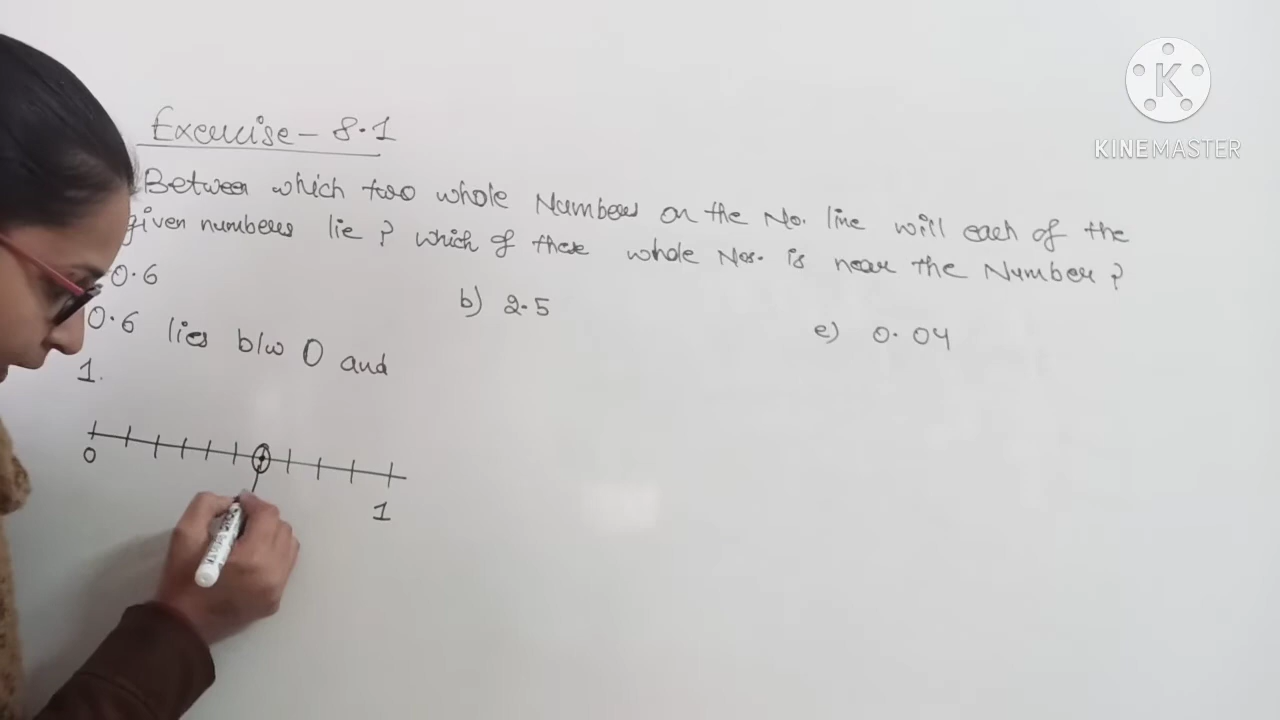 K
KINEMASTER
Exercise - 8.1
Between which two whole Numbers on the No. line will each of the
given numbers lie ? which of these whole Nos. is near the Number ?
0.6
b) 2.5
e) 0.04
0.6 lies b/w 0 and
1.
0
1